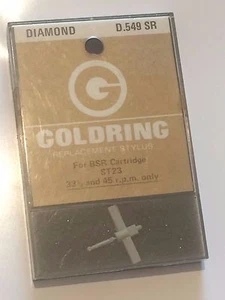 DIAMOND D.549 SR
G
GOLDRING
REPLACEMENT STYLUS
For BSR Cartridge
ST23
33⅓ and 45 r.p.m. only